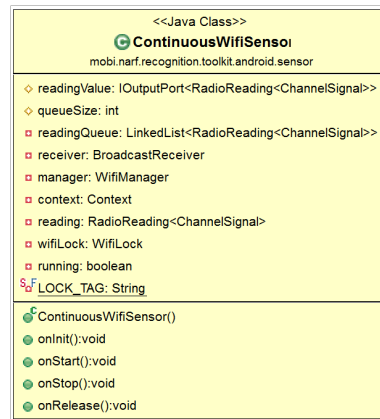 <<Java Class>>
C ContinuousWifiSensor
mobi.narf.recognition.toolkit.android.sensor
readingValue: IOutputPort<RadioReading<ChannelSignal>>
queueSize: int
readingQueue: LinkedList<RadioReading<ChannelSignal>>
receiver: BroadcastReceiver
manager: WifiManager
context: Context
reading: RadioReading<ChannelSignal>
wifiLock: WifiLock
running: boolean
S F LOCK_TAG: String
C ContinuousWifiSensor()
onInit():void
onStart():void
onStop():void
onRelease():void